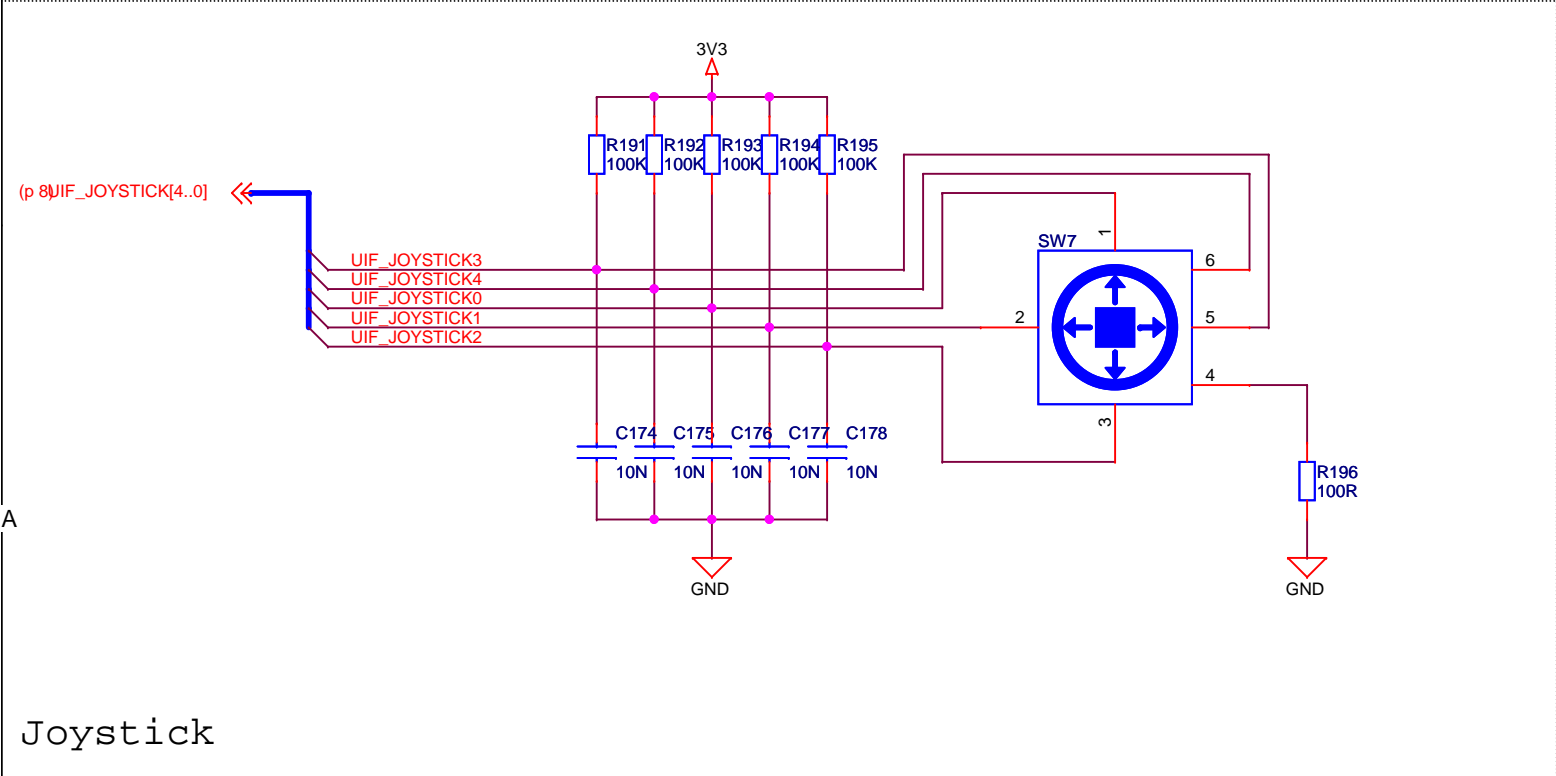 3V3
R191 R192 R193 R194 R195
100K 100K 100K 100K 100K
(p 8) UIF_JOYSTICK[4..0]
1
SW7
UIF_JOYSTICK3
6
UIF_JOYSTICK4
UIF_JOYSTICK0
UIF_JOYSTICK1
2
5
UIF_JOYSTICK2
4
3
C174 C175 C176 C177 C178
10N 10N 10N 10N 10N
R196
100R
A
GND
GND
Joystick